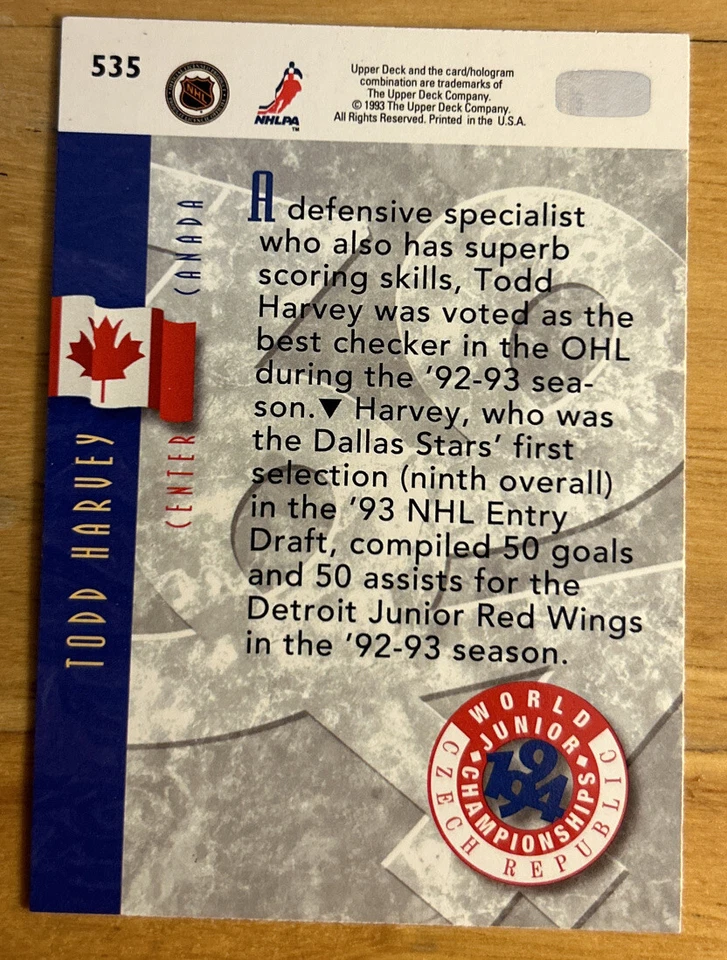 535
NHL
NHLPA
TM
Upper Deck and the card/hologram
combination are trademarks of
The Upper Deck Company.
© 1993 The Upper Deck Company.
All Rights Reserved. Printed in the U.S.A.
CANADA
CENTER
TODD HARVEY
A defensive specialist
who also has superb
scoring skills, Todd
Harvey was voted as the
best checker in the OHL
during the '92-93 sea-
son.▼ Harvey, who was
the Dallas Stars' first
selection (ninth overall)
in the '93 NHL Entry
Draft, compiled 50 goals
and 50 assists for the
Detroit Junior Red Wings
in the '92-93 season.
WORLD
JUNIOR
1994
CHAMPIONSHIPS
CZECH REPUBLIC